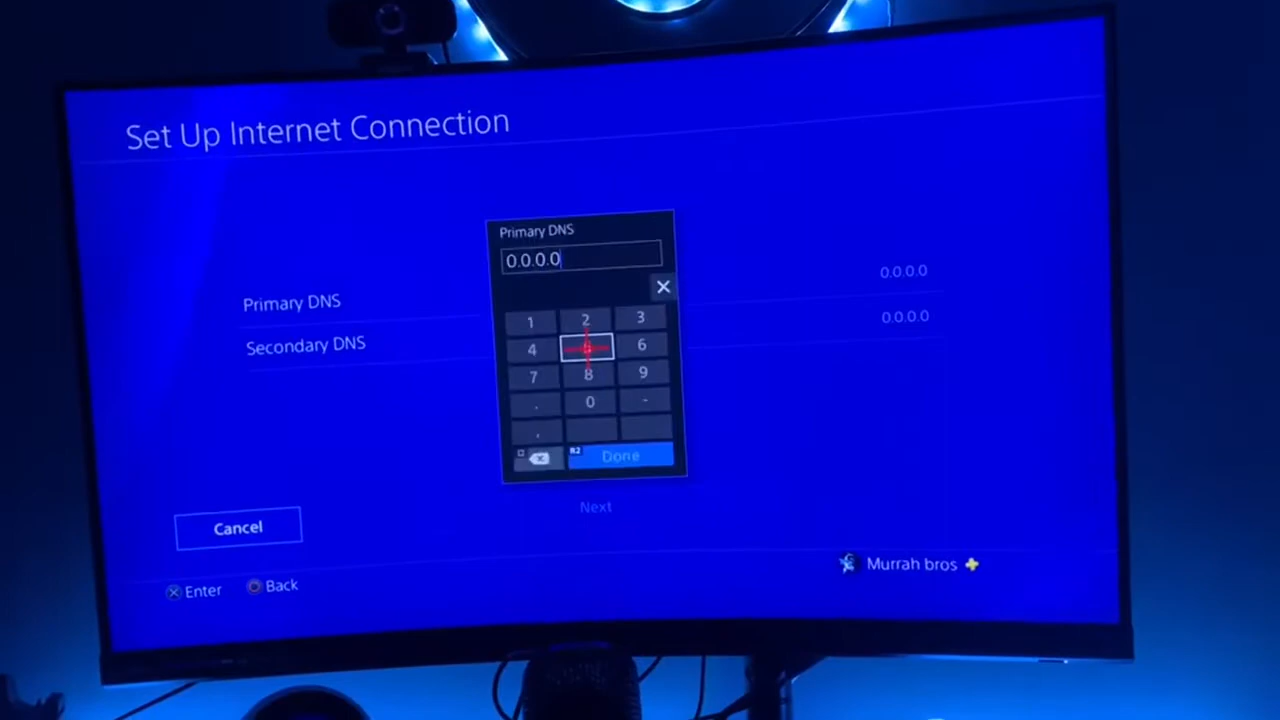 Set Up Internet Connection
Primary DNS
0.0.0.0
Primary DNS
0.0.0.0
Secondary DNS
0.0.0.0
1 2 3
4 6
7 8 9
. 0 -
,
R2 Done
Next
Cancel
Enter Back
Murrah bros